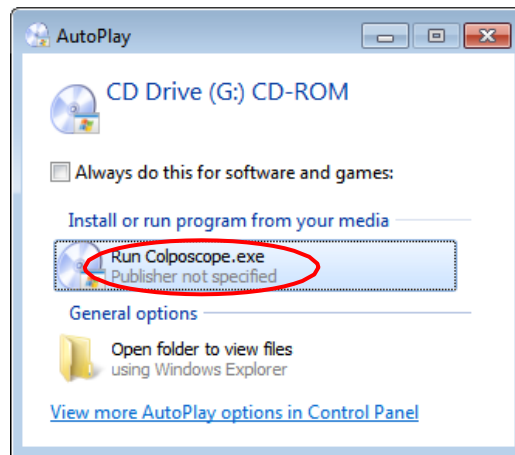 AutoPlay
CD Drive (G:) CD-ROM
Always do this for software and games:
Install or run program from your media
Run Colposcope.exe
Publisher not specified
General options
Open folder to view files
using Windows Explorer
View more AutoPlay options in Control Panel